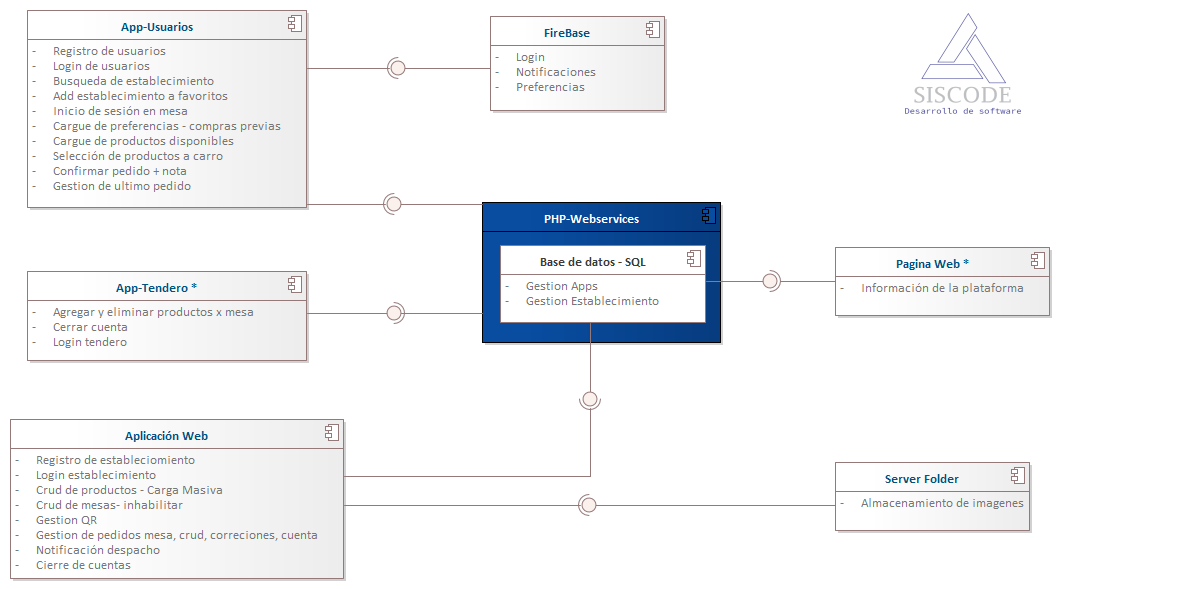 App-Usuarios
- Registro de usuarios
- Login de usuarios
- Busqueda de establecimiento
- Add establecimiento a favoritos
- Inicio de sesión en mesa
- Cargue de preferencias - compras previas
- Cargue de productos disponibles
- Selección de productos a carro
- Confirmar pedido + nota
- Gestion de ultimo pedido
FireBase
- Login
- Notificaciones
- Preferencias
SISCODE
Desarrollo de software
PHP-Webservices
Base de datos - SQL
- Gestion Apps
- Gestion Establecimiento
Pagina Web *
- Información de la plataforma
App-Tendero *
- Agregar y eliminar productos x mesa
- Cerrar cuenta
- Login tendero
Aplicación Web
- Registro de estableciomiento
- Login establecimiento
- Crud de productos - Carga Masiva
- Crud de mesas- inhabilitar
- Gestion QR
- Gestion de pedidos mesa, crud, correciones, cuenta
- Notificación despacho
- Cierre de cuentas
Server Folder
- Almacenamiento de imagenes